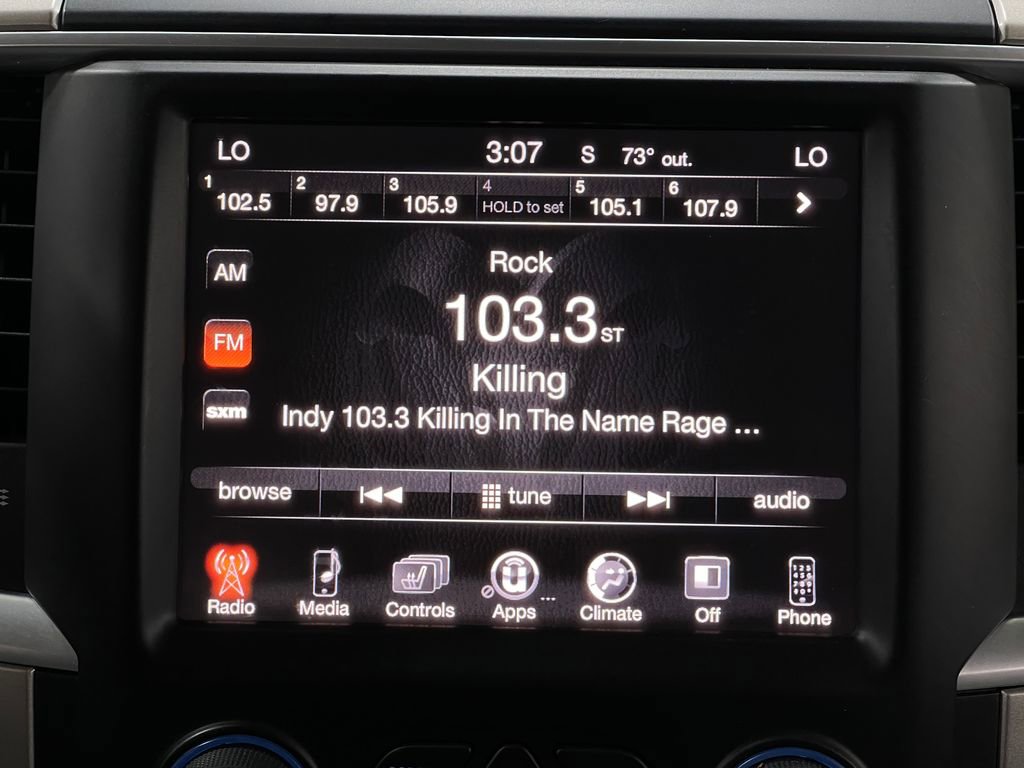 LO 3:07 S 73° out. LO
1 102.5 2 97.9 3 105.9 4 HOLD to set 5 105.1 6 107.9
AM
Rock
103.3 ST
FM
Killing
sxm
Indy 103.3 Killing In The Name Rage ...
browse tune audio
Radio Media Controls Apps ... Climate Off Phone